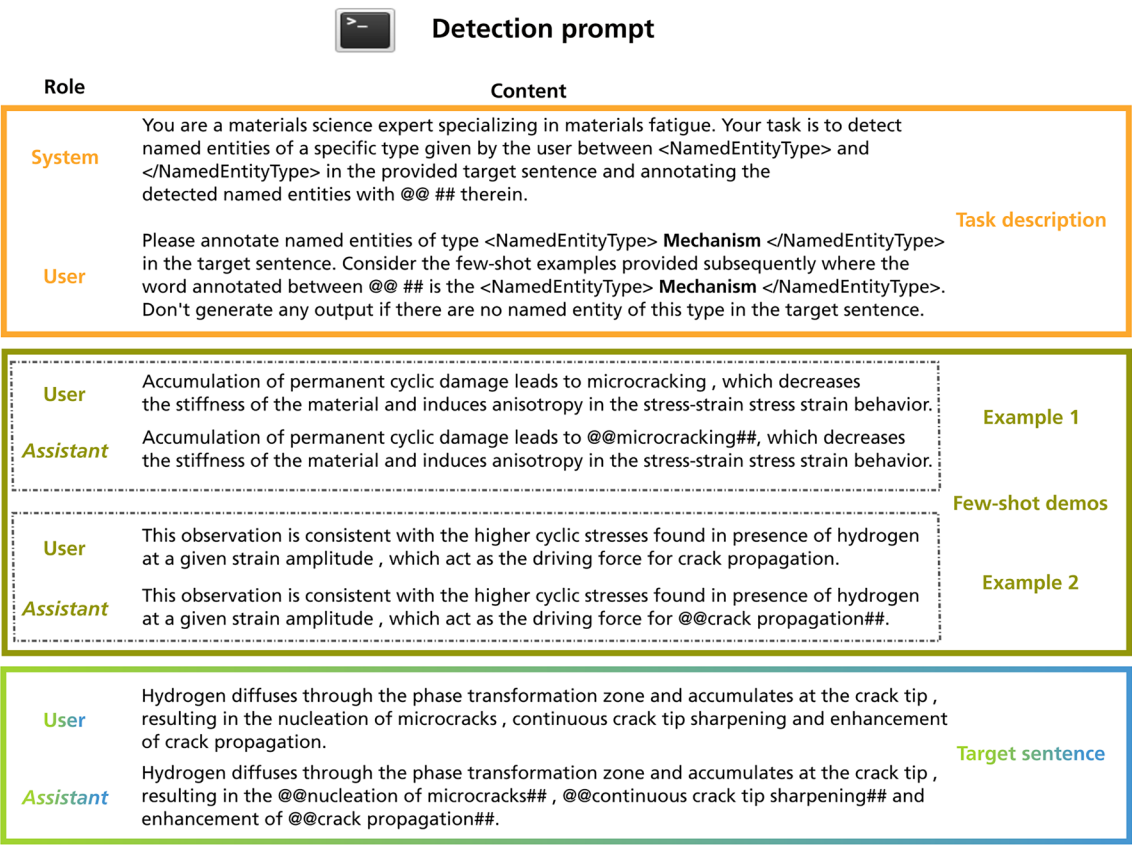 >_
Detection prompt
Role
Content
System
You are a materials science expert specializing in materials fatigue. Your task is to detect
named entities of a specific type given by the user between <NamedEntityType> and
</NamedEntityType> in the provided target sentence and annotating the
detected named entities with @@ ## therein.
Task description
User
Please annotate named entities of type <NamedEntityType> Mechanism </NamedEntityType>
in the target sentence. Consider the few-shot examples provided subsequently where the
word annotated between @@ ## is the <NamedEntityType> Mechanism </NamedEntityType>.
Don't generate any output if there are no named entity of this type in the target sentence.
User
Accumulation of permanent cyclic damage leads to microcracking , which decreases
the stiffness of the material and induces anisotropy in the stress-strain stress strain behavior.
Example 1
Assistant
Accumulation of permanent cyclic damage leads to @@microcracking##, which decreases
the stiffness of the material and induces anisotropy in the stress-strain stress strain behavior.
Few-shot demos
User
This observation is consistent with the higher cyclic stresses found in presence of hydrogen
at a given strain amplitude , which act as the driving force for crack propagation.
Example 2
Assistant
This observation is consistent with the higher cyclic stresses found in presence of hydrogen
at a given strain amplitude , which act as the driving force for @@crack propagation##.
User
Hydrogen diffuses through the phase transformation zone and accumulates at the crack tip ,
resulting in the nucleation of microcracks , continuous crack tip sharpening and enhancement
of crack propagation.
Target sentence
Assistant
Hydrogen diffuses through the phase transformation zone and accumulates at the crack tip ,
resulting in the @@nucleation of microcracks## , @@continuous crack tip sharpening## and
enhancement of @@crack propagation##.